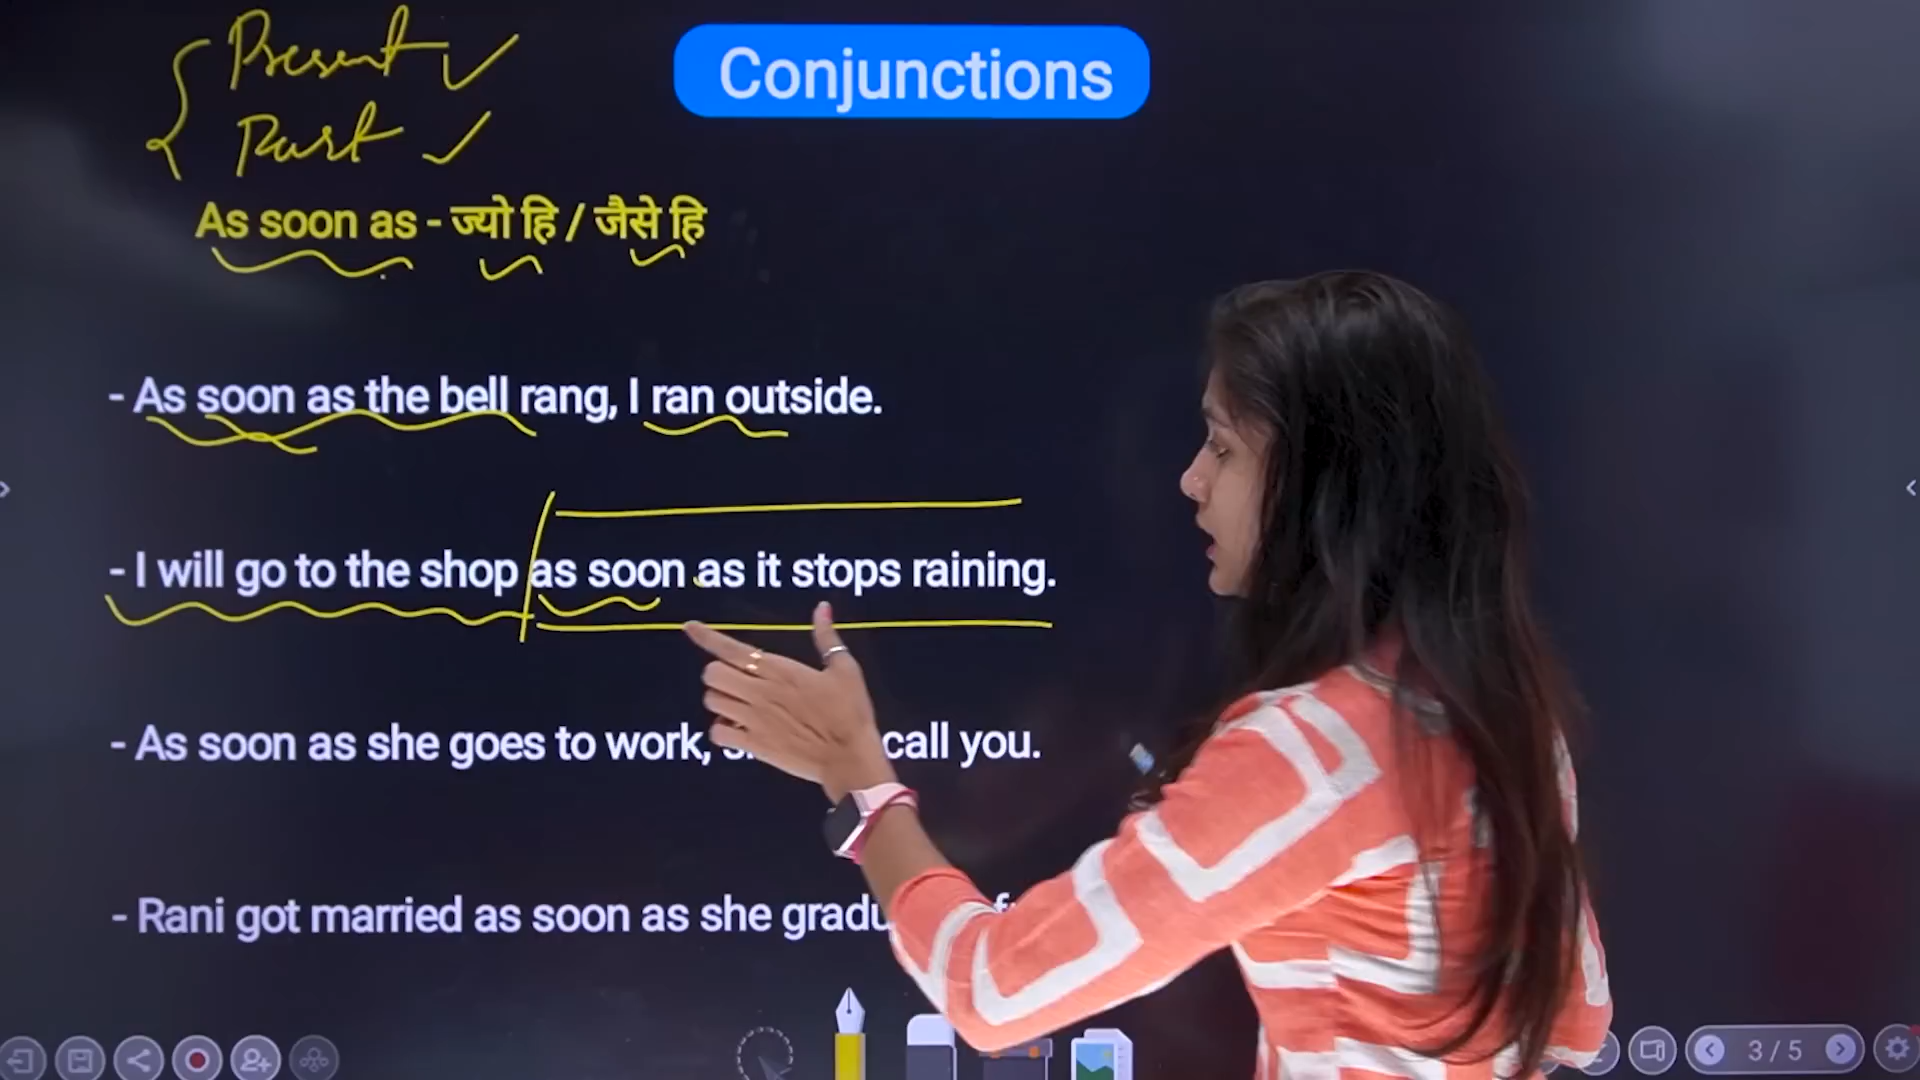 Present
Past
Conjunctions
As soon as - ज्यो हि / जैसे हि
- As soon as the bell rang, I ran outside.
- I will go to the shop as soon as it stops raining.
- As soon as she goes to work, call you.
- Rani got married as soon as she
3 / 5